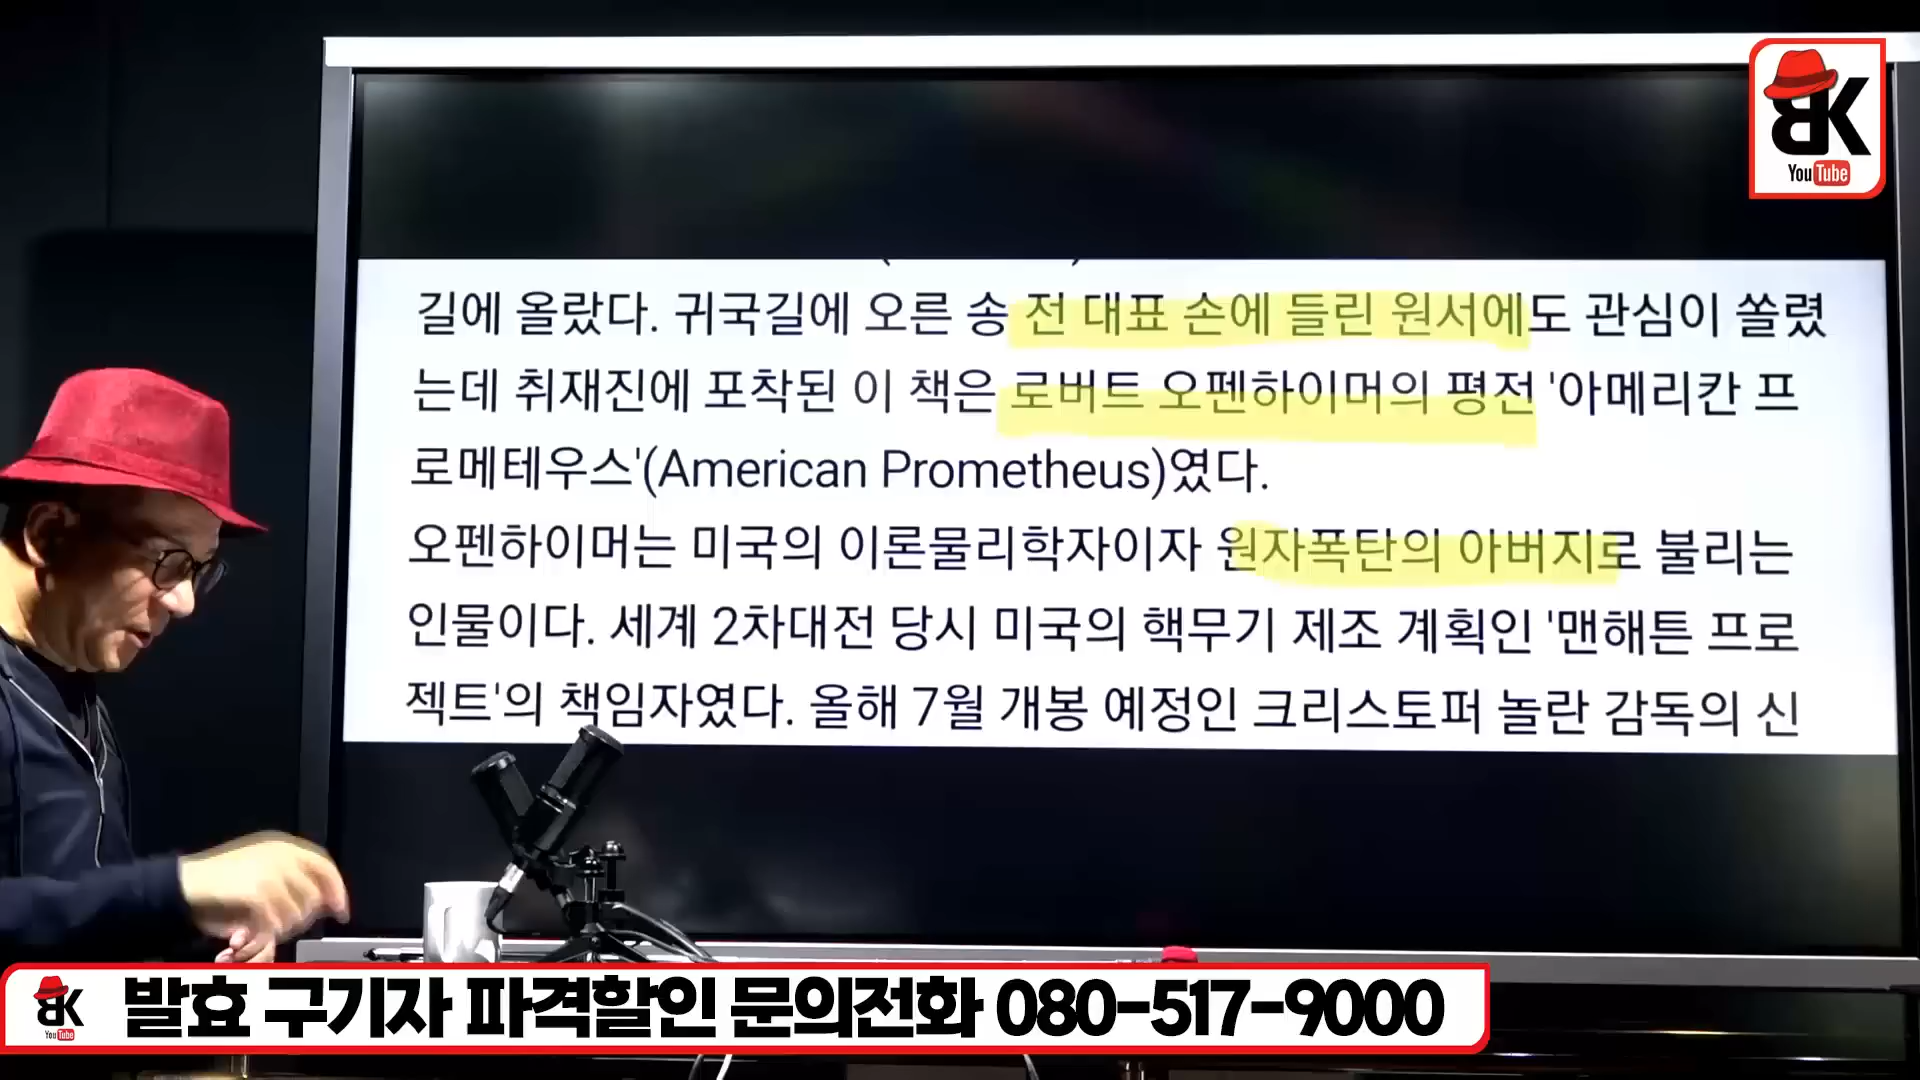 BK
YouTube
길에 올랐다. 귀국길에 오른 송 전 대표 손에 들린 원서에도 관심이 쏠렸
는데 취재진에 포착된 이 책은 로버트 오펜하이머의 평전 '아메리칸 프
로메테우스'(American Prometheus)였다.
오펜하이머는 미국의 이론물리학자이자 원자폭탄의 아버지로 불리는
인물이다. 세계 2차대전 당시 미국의 핵무기 제조 계획인 '맨해튼 프로
젝트'의 책임자였다. 올해 7월 개봉 예정인 크리스토퍼 놀란 감독의 신
BK
YouTube
발효 구기자 파격할인 문의전화 080-517-9000